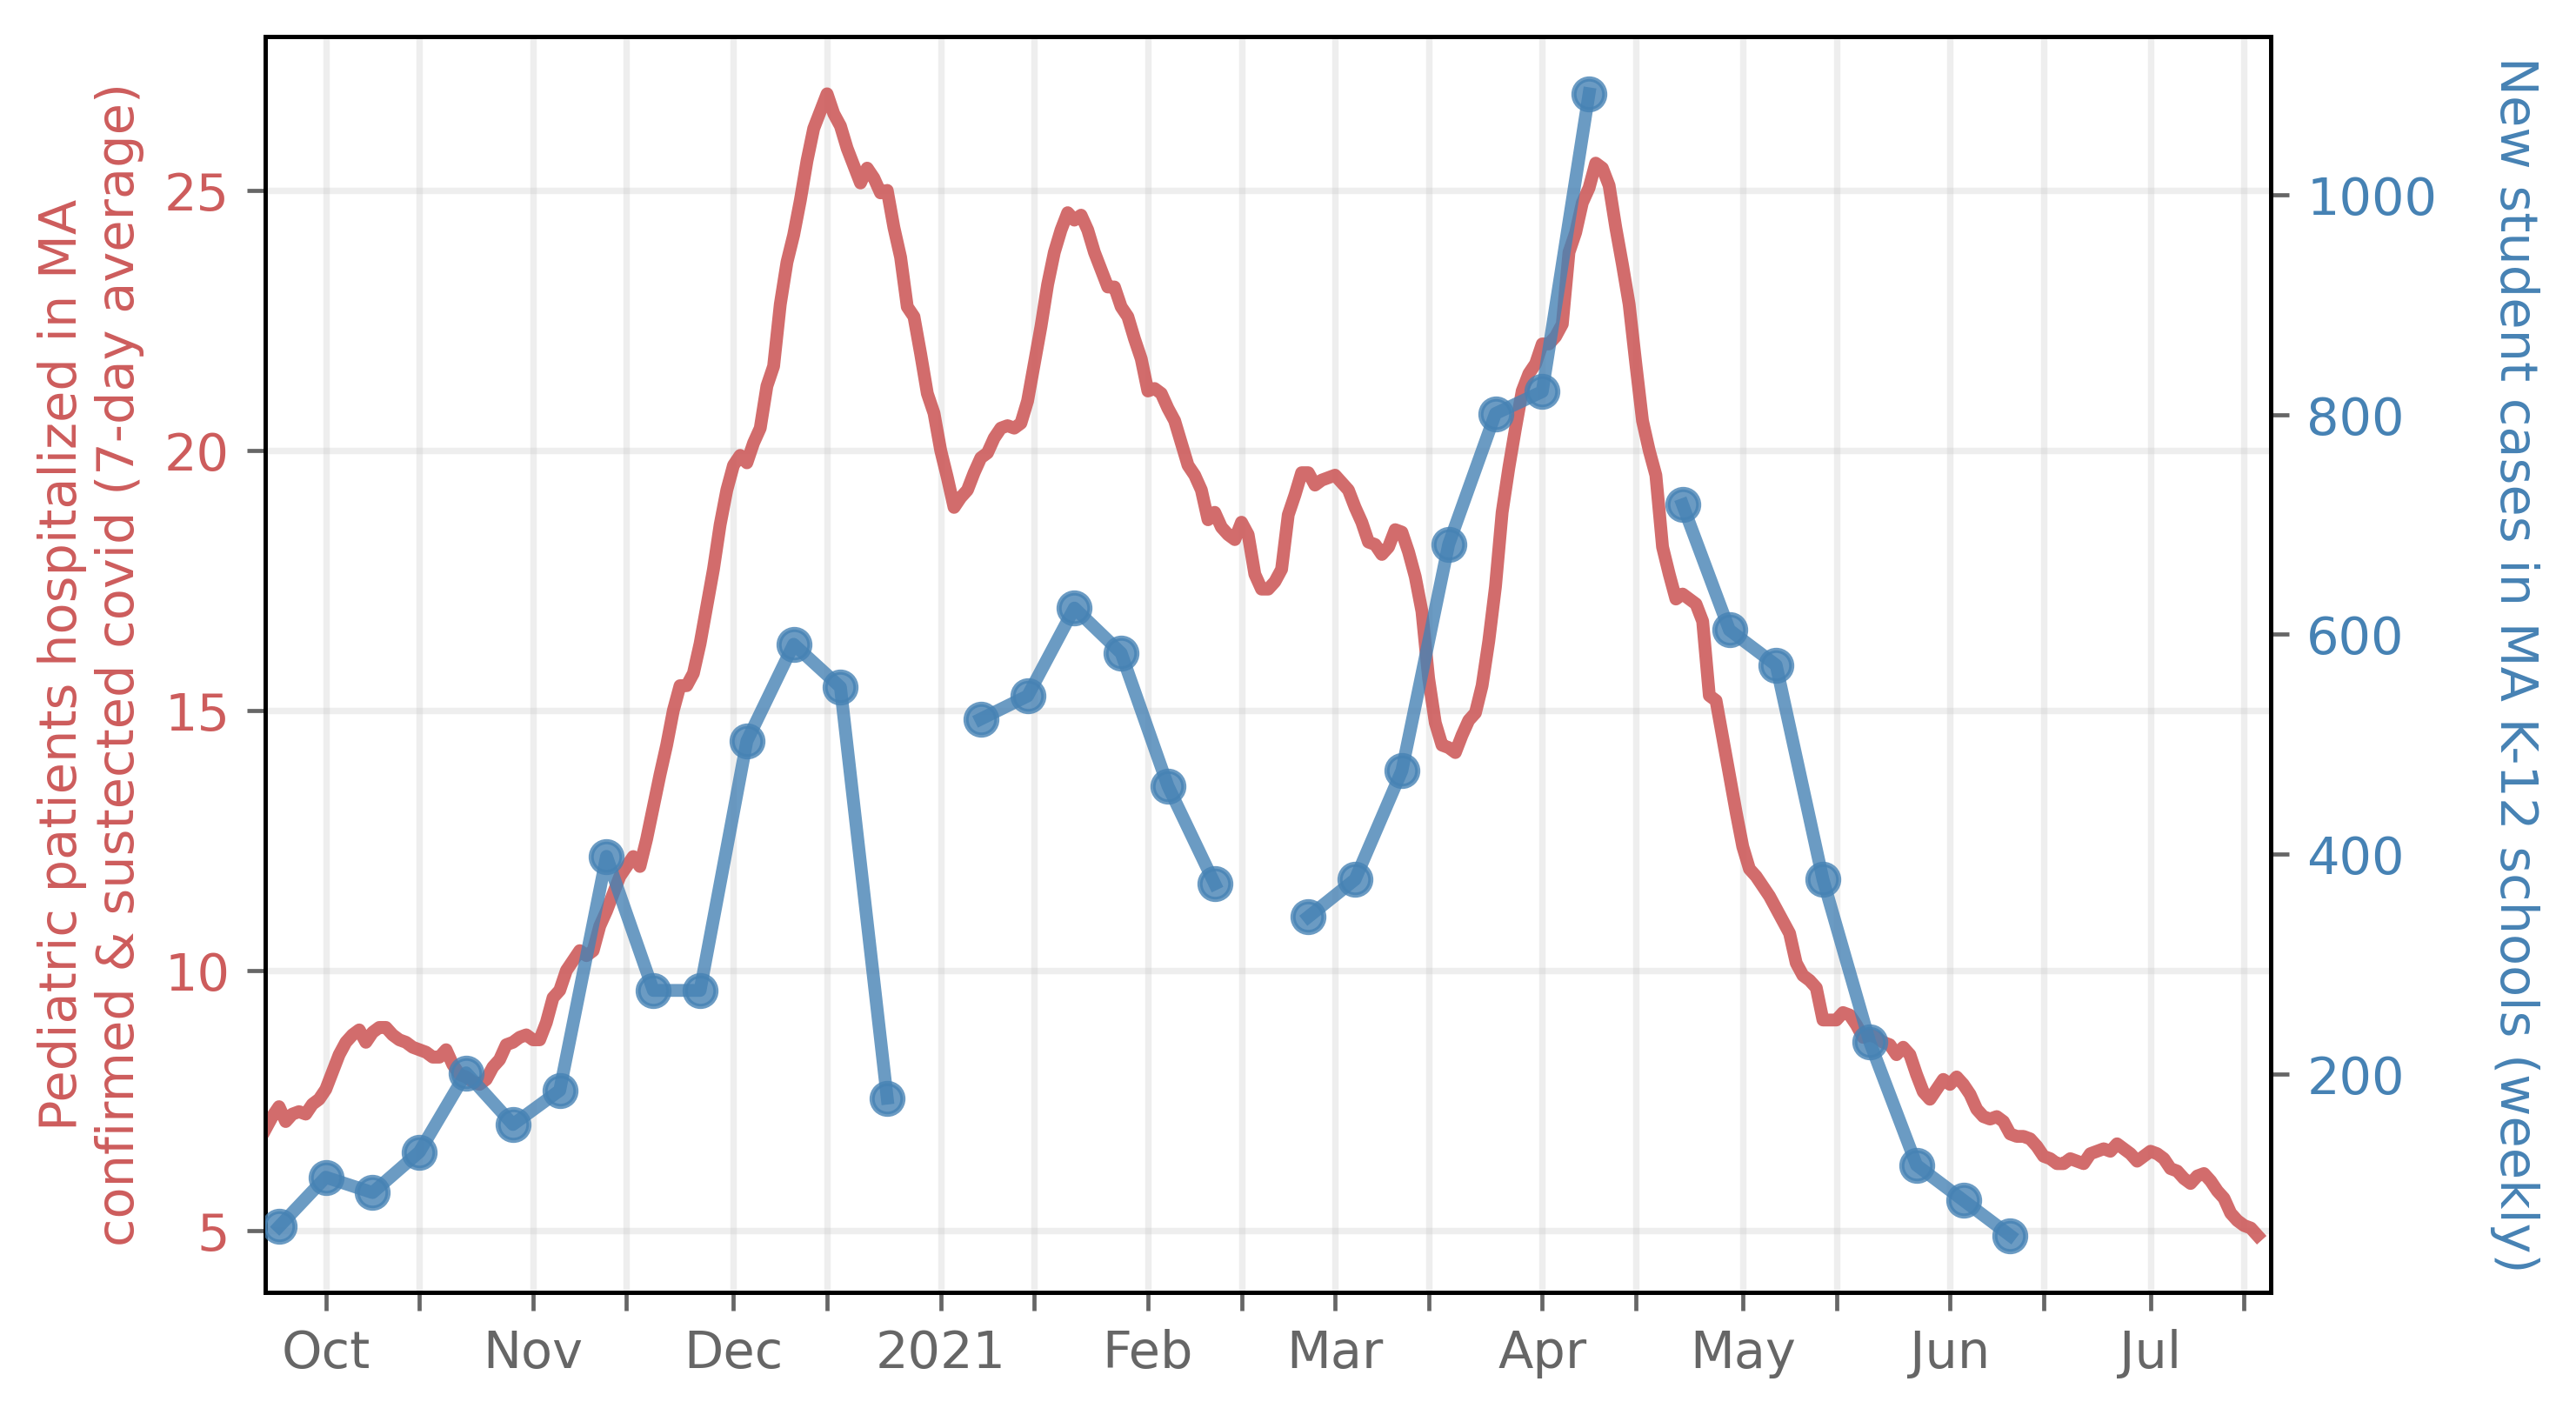 Pediatric patients hospitalized in MA
confirmed & sustected covid (7-day average)
25
20
15
10
5
Oct Nov Dec 2021 Feb Mar Apr May Jun Jul
1000
800
600
400
200
New student cases in MA K-12 schools (weekly)